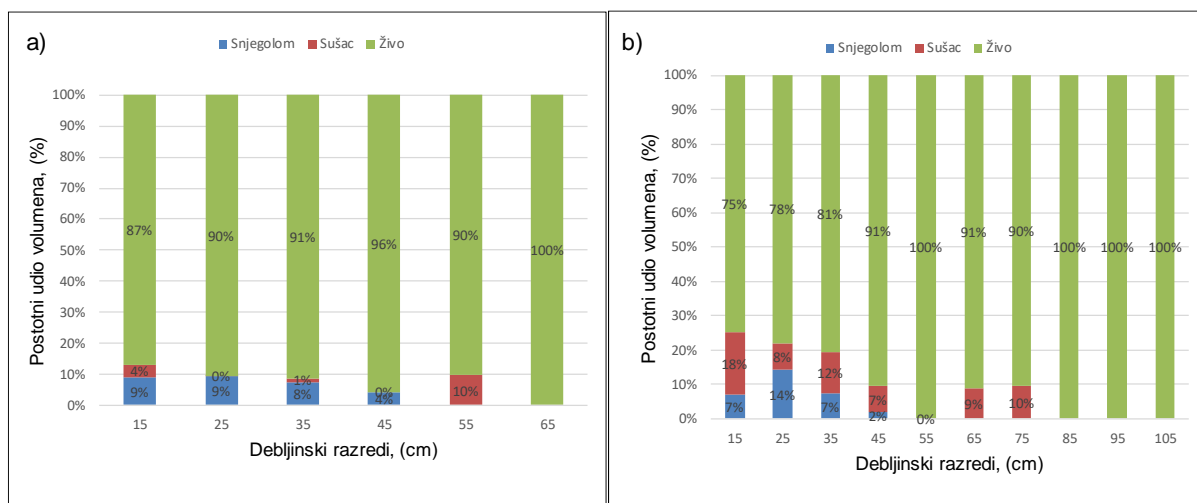 a)
Snjegolom Sušac Živo
Postotni udio volumena, (%)
100%
90%
80%
70%
60%
50%
40%
30%
20%
10%
0%
87% 90% 91% 96% 90% 100%
4% 0% 1% 0% 10%
9% 9% 8% 4%
15 25 35 45 55 65
Debljinski razredi, (cm)
b)
Snjegolom Sušac Živo
Postotni udio volumena, (%)
100%
90%
80%
70%
60%
50%
40%
30%
20%
10%
0%
75% 78% 81% 91% 100% 91% 90% 100% 100% 100%
18% 8% 12% 7% 0% 9% 10%
7% 14% 7% 2%
15 25 35 45 55 65 75 85 95 105
Debljinski razredi, (cm)